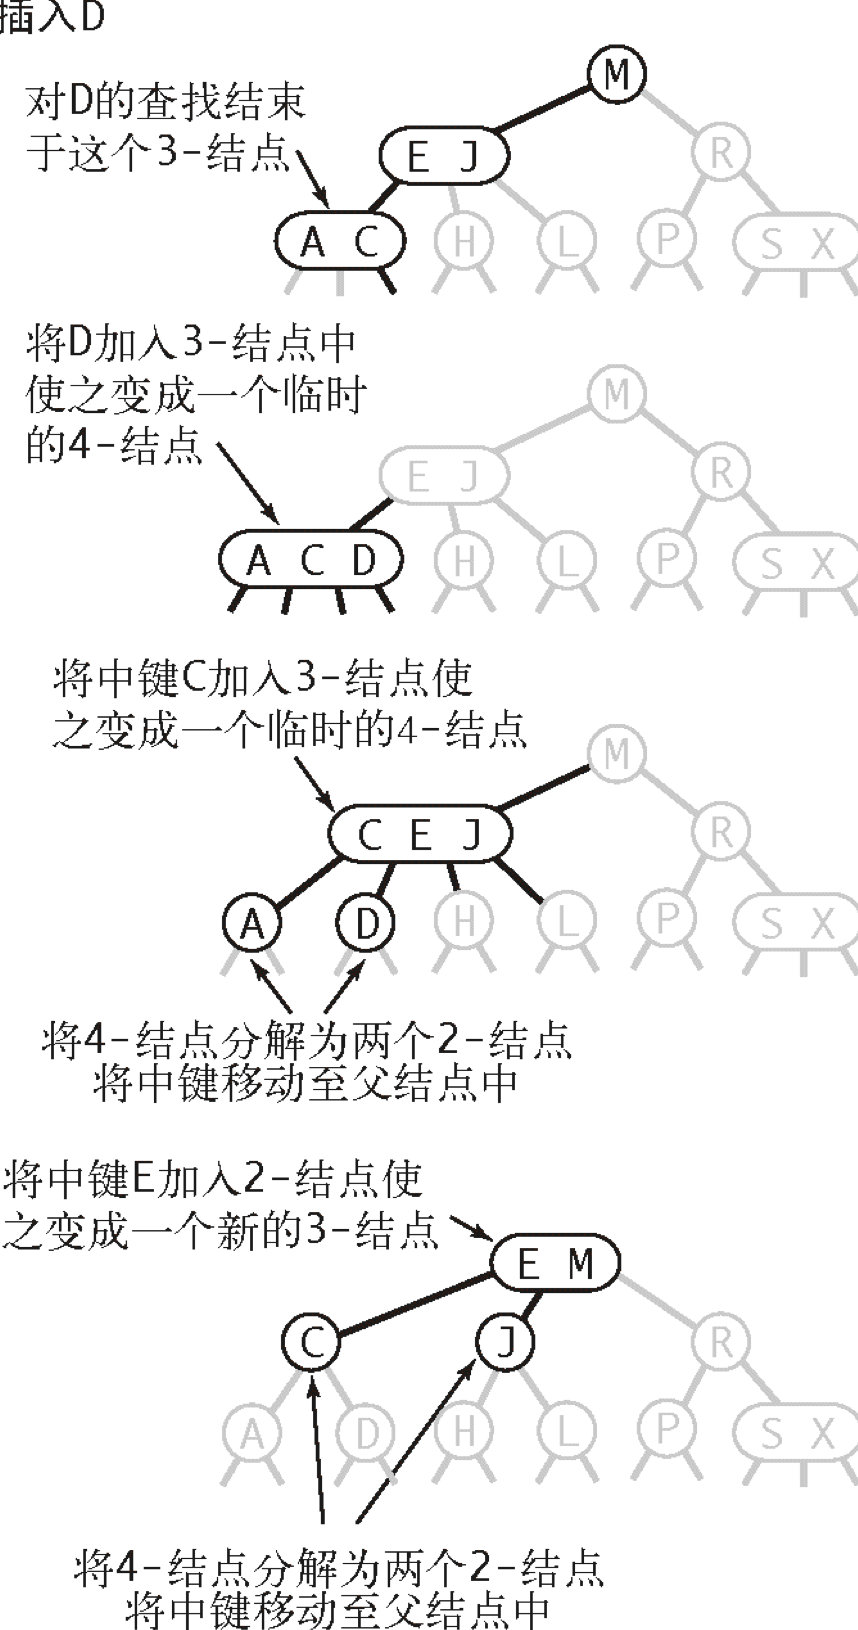 插入D
对D的查找结束
于这个3-结点
M
E J
R
A C
H
L
P
S X
将D加入3-结点中
使之变成一个临时
的4-结点
M
E J
R
A C D
H
L
P
S X
将中键C加入3-结点使
之变成一个临时的4-结点
M
C E J
R
A
D
H
L
P
S X
将4-结点分解为两个2-结点
将中键移动至父结点中
将中键E加入2-结点使
之变成一个新的3-结点
E M
C
J
R
A
D
H
L
P
S X
将4-结点分解为两个2-结点
将中键移动至父结点中